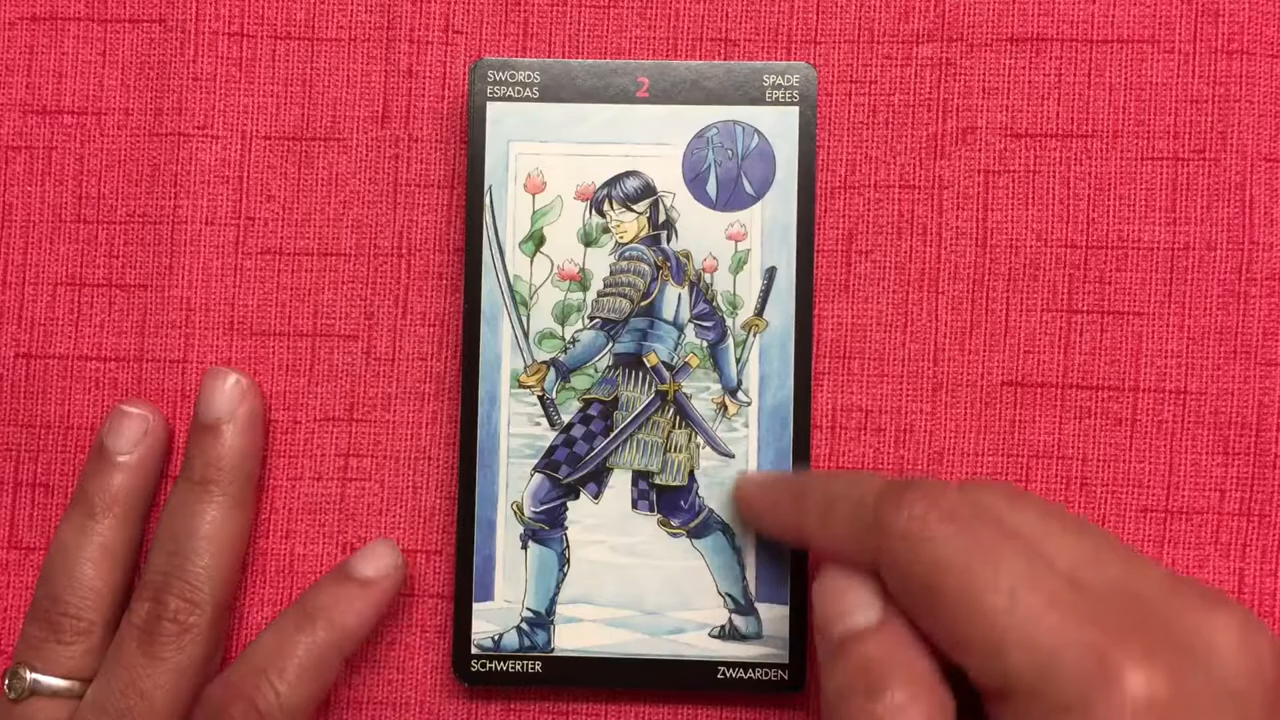 SWORDS
ESPADAS
2
SPADE
ÉPÉES
秋
SCHWERTER
ZWAARDEN